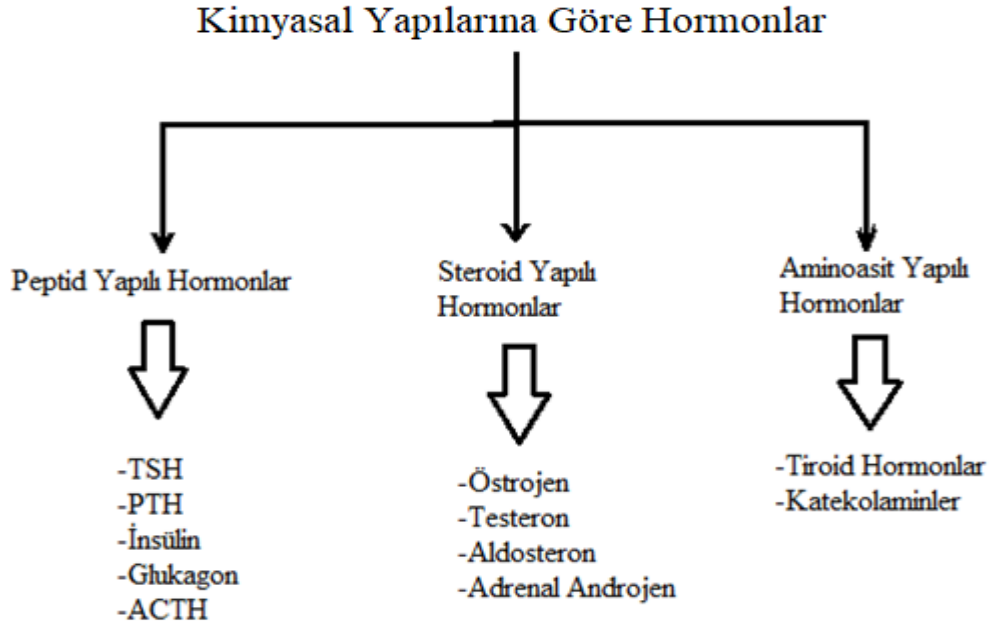 Kimyasal Yapılarına Göre Hormonlar
Peptid Yapılı Hormonlar
Steroid Yapılı
Hormonlar
Aminoasit Yapılı
Hormonlar
-TSH
-PTH
-İnsülin
-Glukagon
-ACTH
-Östrojen
-Testeron
-Aldosteron
-Adrenal Androjen
-Tiroid Hormonlar
-Katekolaminler